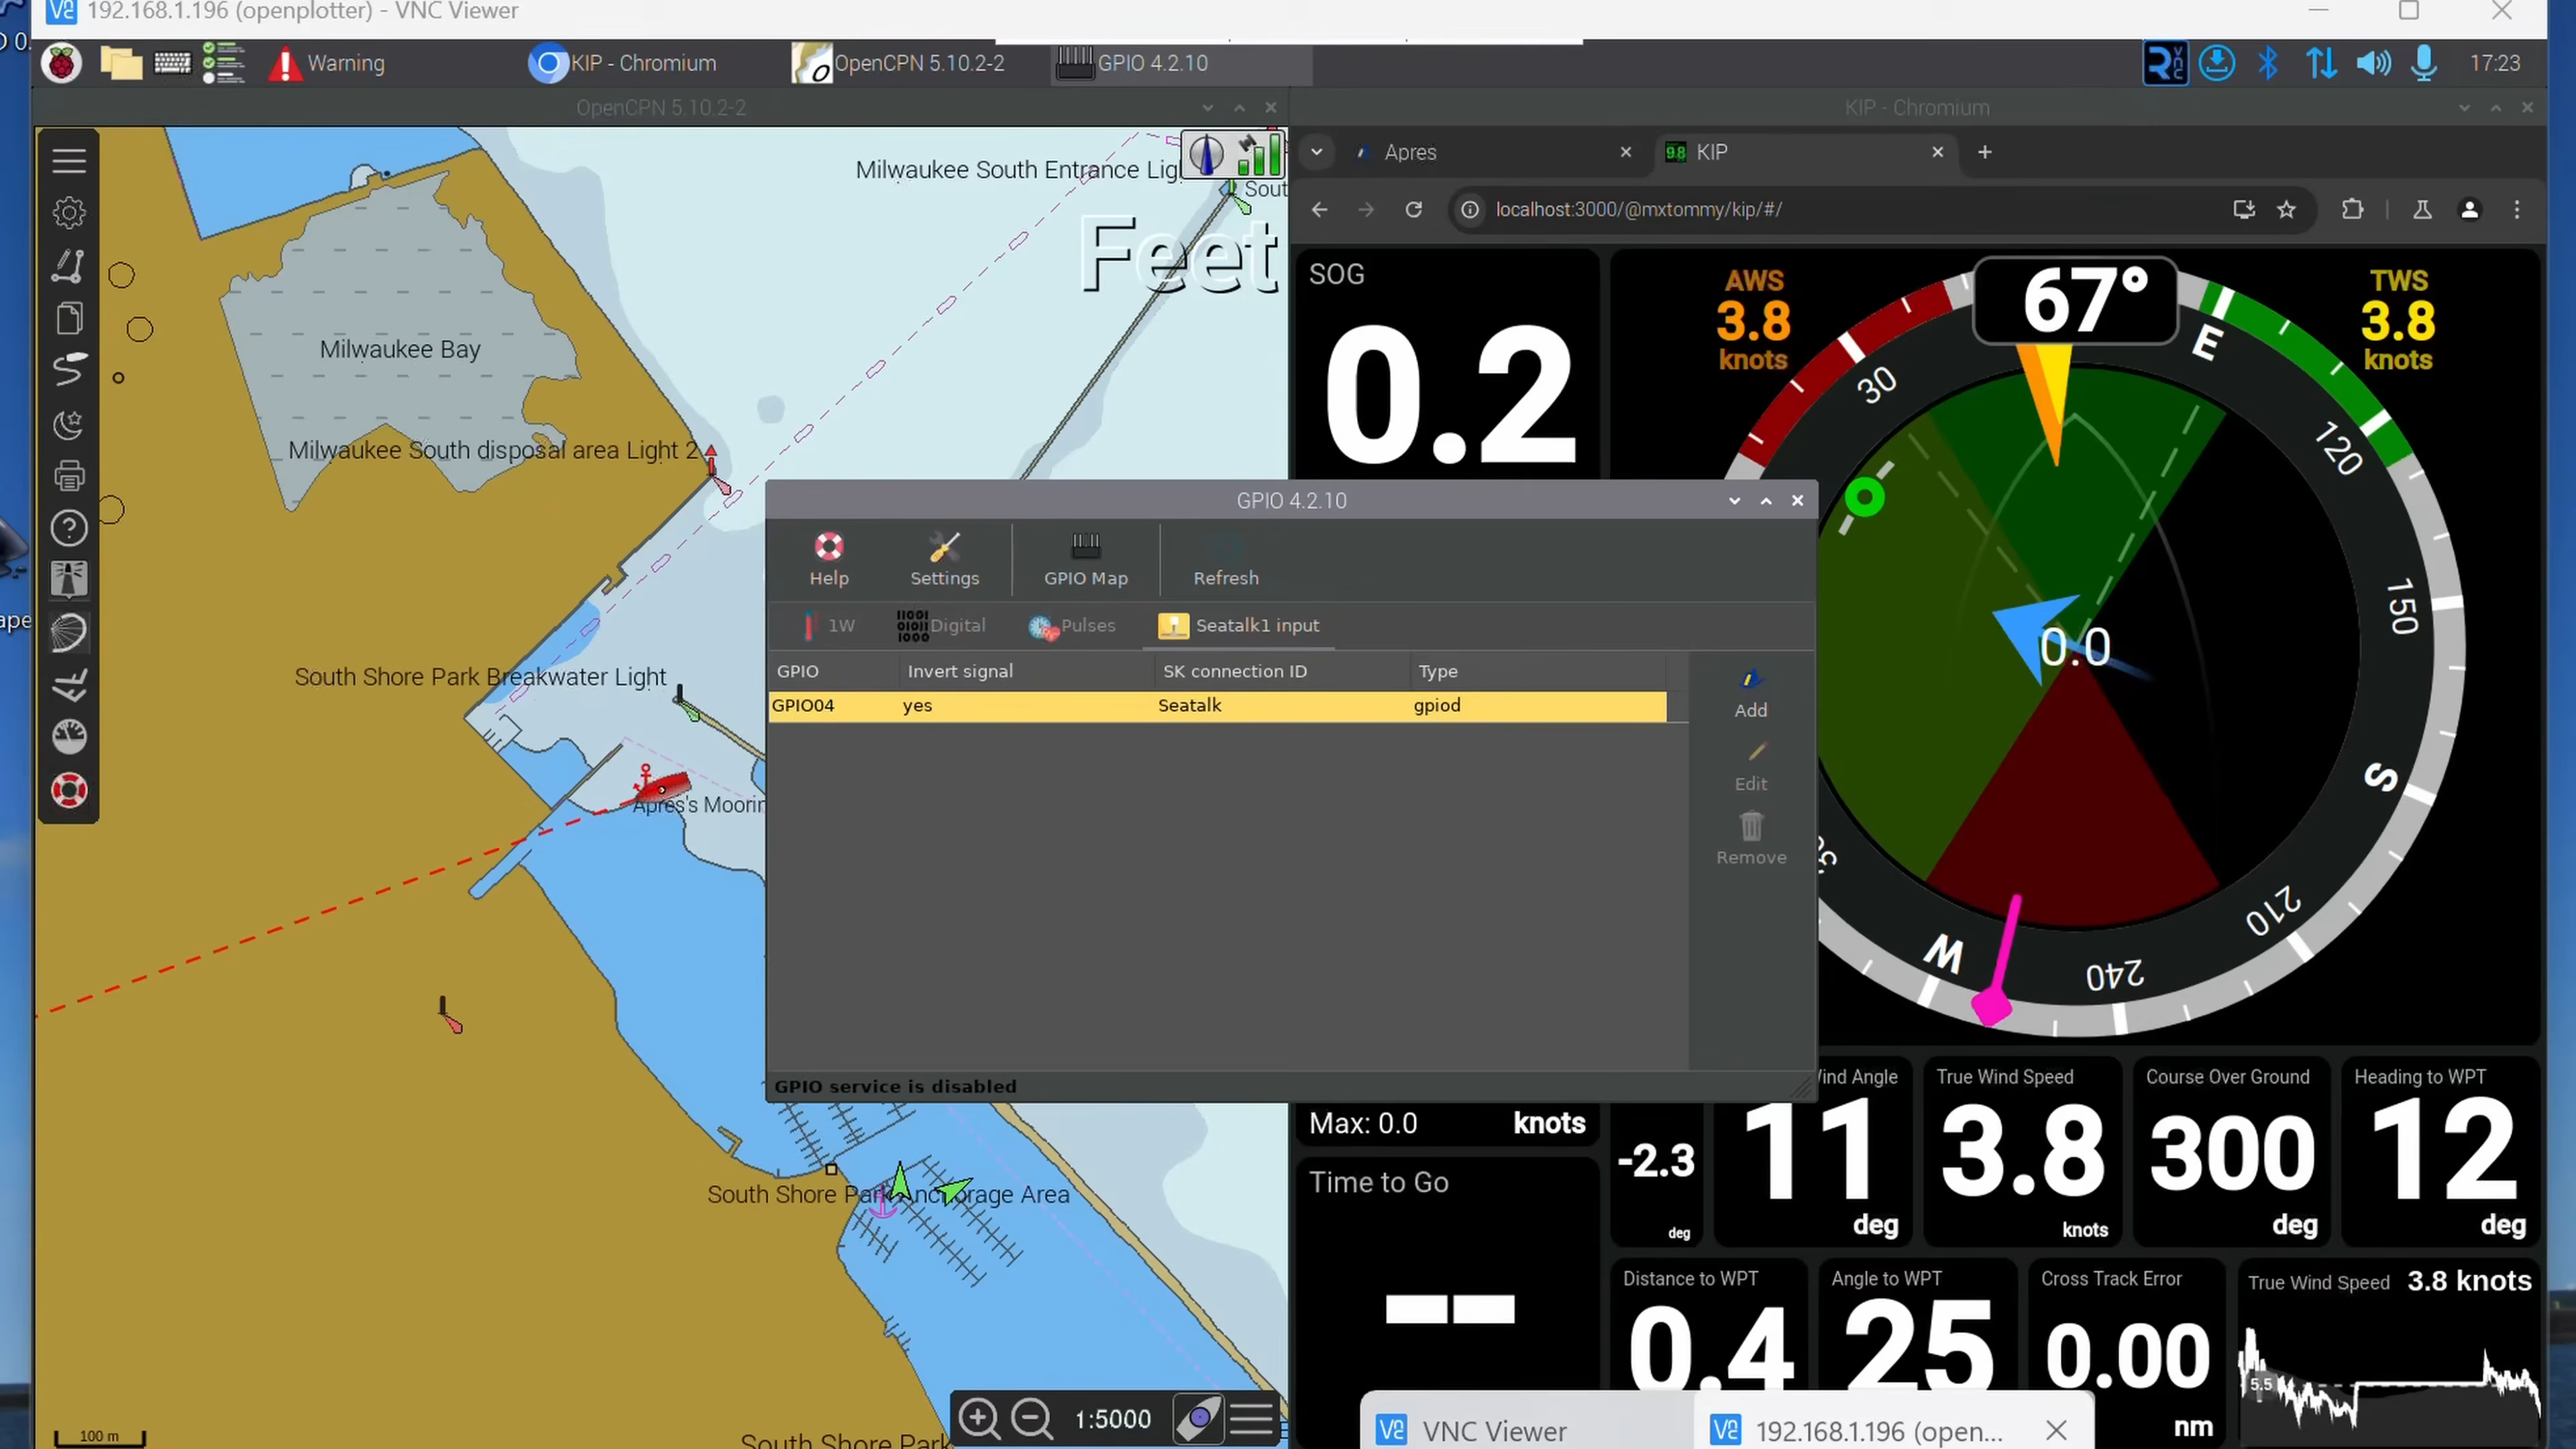 192.168.1.196 (openplotter) - VNC Viewer
Warning
KIP - Chromium
OpenCPN 5.10.2-2
GPIO 4.2.10
17:23
OpenCPN 5.10.2-2
KIP - Chromium
Milwaukee South Entrance Lig
Sout
Feet
Milwaukee Bay
Milwaukee South disposal area Light 2
South Shore Park Breakwater Light
Apres's Moorin
South Shore Park Anchorage Area
South Shore Park
100 m
1:5000
Apres
KIP
localhost:3000/@mxtommy/kip/#/
SOG
0.2
AWS
3.8
knots
67°
TWS
3.8
knots
30
E
120
150
S
210
240
W
0.0
GPIO 4.2.10
Help
Settings
GPIO Map
Refresh
1W
Digital
Pulses
Seatalk1 input
GPIO
Invert signal
SK connection ID
Type
GPIO04
yes
Seatalk
gpiod
Add
Edit
Remove
GPIO service is disabled
Max: 0.0
knots
-2.3
deg
ind Angle
11
deg
True Wind Speed
3.8
knots
Course Over Ground
300
deg
Heading to WPT
12
deg
Time to Go
--
Distance to WPT
0.4
Angle to WPT
25
Cross Track Error
0.00
nm
True Wind Speed 3.8 knots
5.5
VNC Viewer
192.168.1.196 (open...